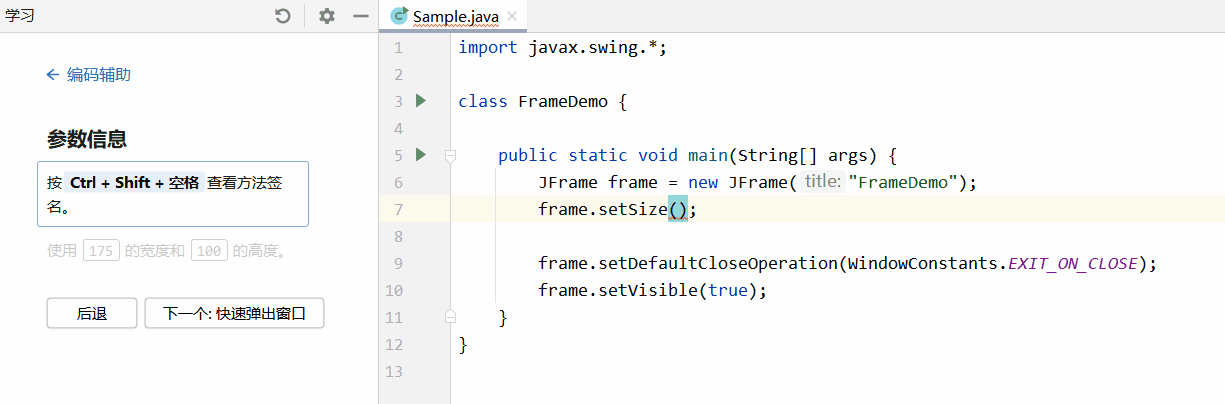 学习
← 编码辅助
参数信息
按 Ctrl + Shift + 空格 查看方法签
名。
使用 175 的宽度和 100 的高度。
后退
下一个: 快速弹出窗口
Sample.java
1 import javax.swing.*;
2
3 class FrameDemo {
4
5 public static void main(String[] args) {
6 JFrame frame = new JFrame( title: "FrameDemo");
7 frame.setSize();
8
9 frame.setDefaultCloseOperation(WindowConstants.EXIT_ON_CLOSE);
10 frame.setVisible(true);
11 }
12 }
13